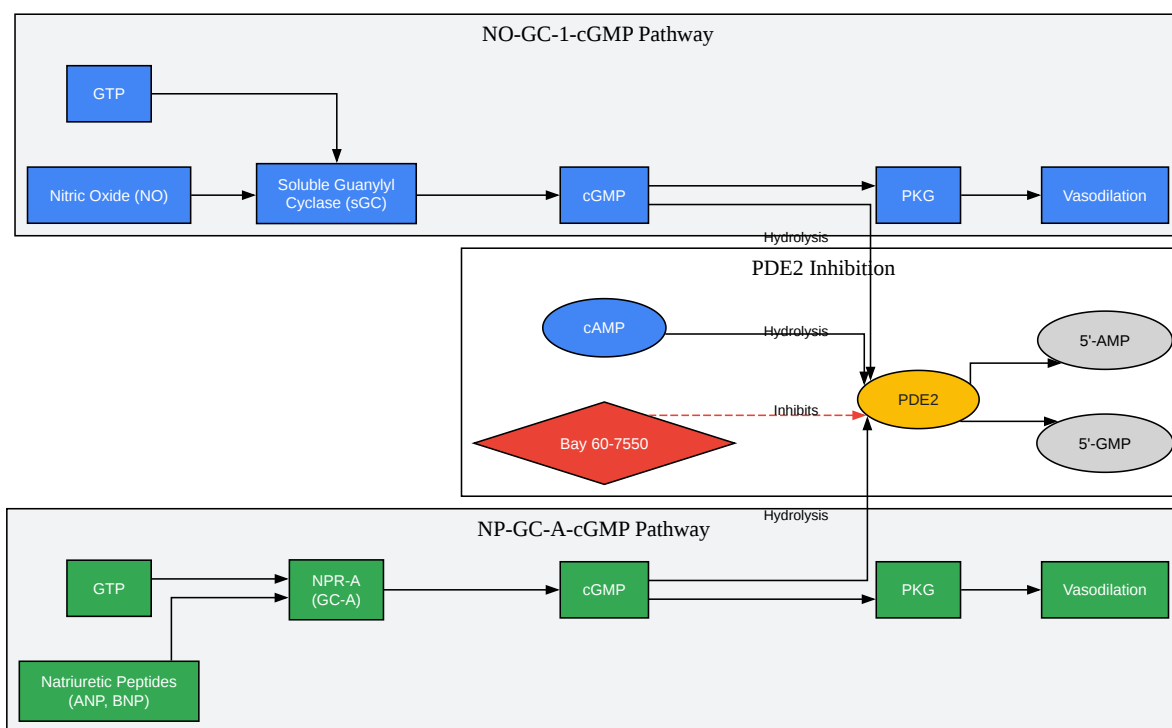 NO-GC-1-cGMP Pathway
GTP
Nitric Oxide (NO)
Soluble Guanylyl
Cyclase (sGC)
cGMP
PKG
Vasodilation
Hydrolysis
PDE2 Inhibition
cAMP
Hydrolysis
5'-AMP
PDE2
Inhibits
Bay 60-7550
5'-GMP
Hydrolysis
NP-GC-A-cGMP Pathway
GTP
NPR-A
(GC-A)
cGMP
PKG
Vasodilation
Natriuretic Peptides
(ANP, BNP)